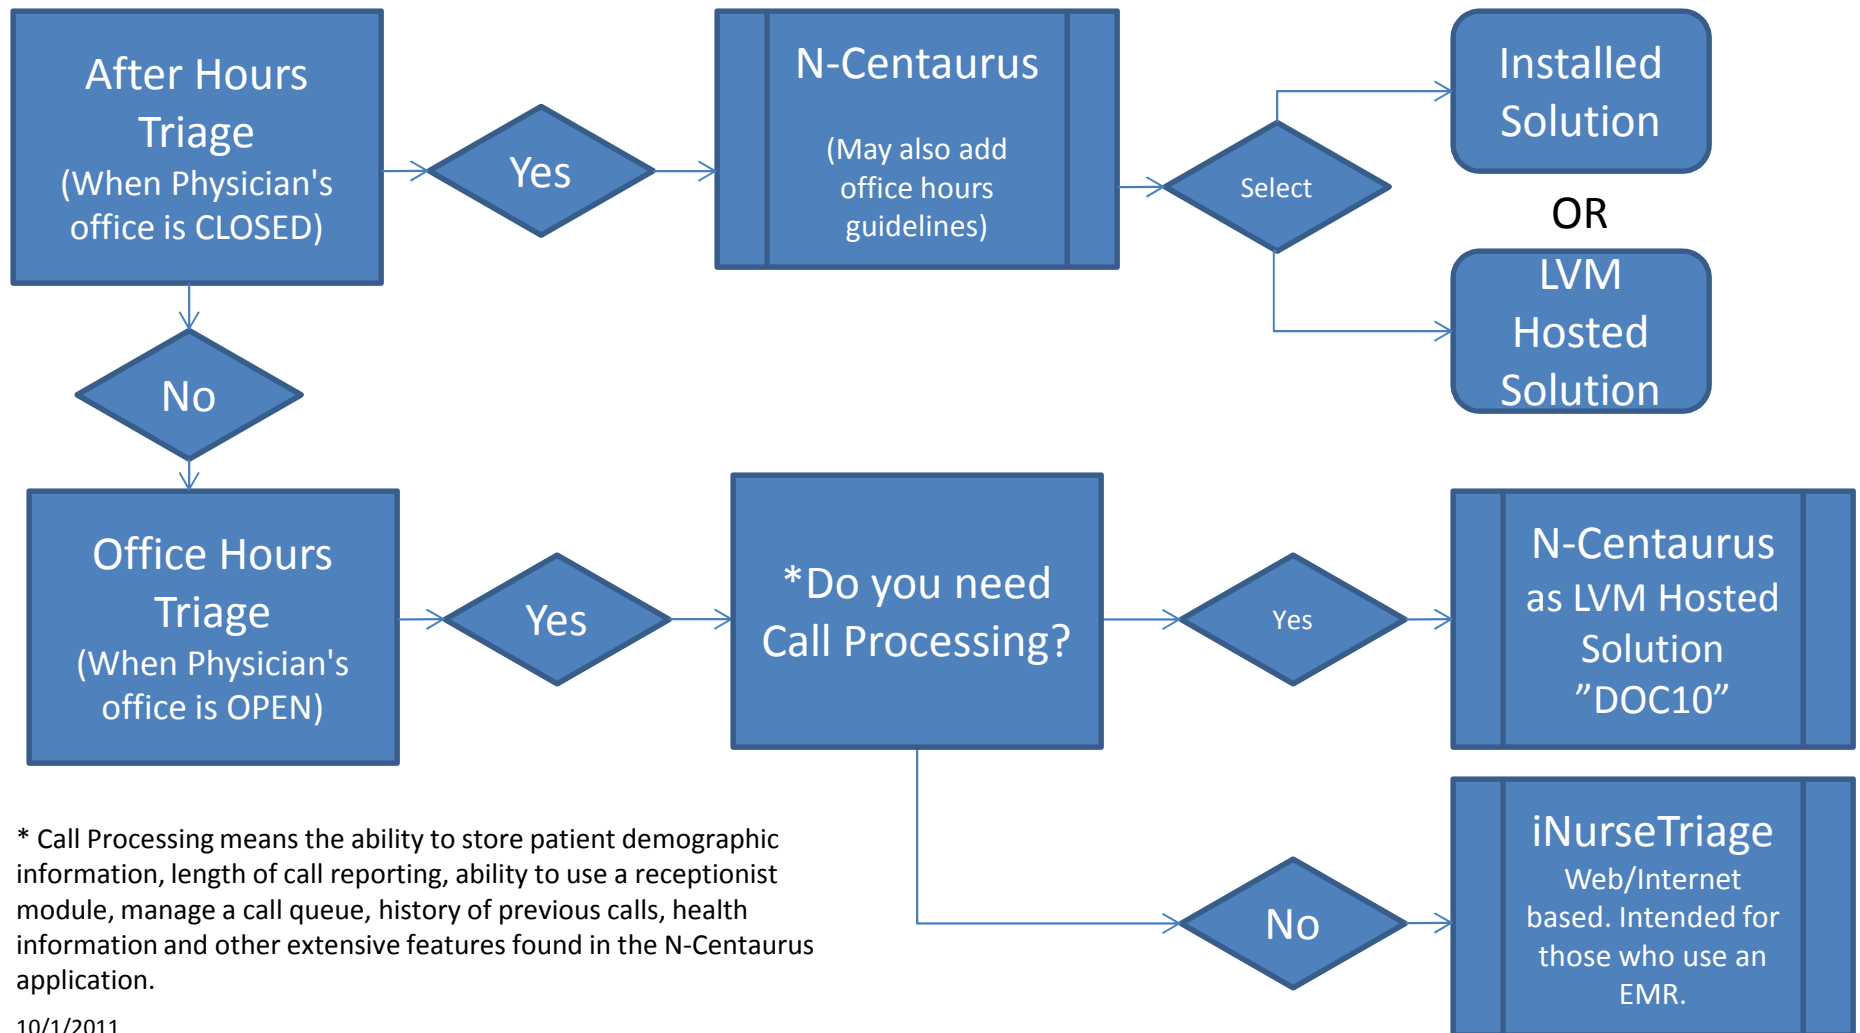 After Hours
Triage
(When Physician's
office is CLOSED)
Yes
N-Centaurus
(May also add
office hours
guidelines)
Select
Installed
Solution
OR
LVM
Hosted
Solution
No
Office Hours
Triage
(When Physician's
office is OPEN)
Yes
*Do you need
Call Processing?
Yes
N-Centaurus
as LVM Hosted
Solution
”DOC10”
No
iNurseTriage
Web/Internet
based. Intended for
those who use an
EMR.
* Call Processing means the ability to store patient demographic
information, length of call reporting, ability to use a receptionist
module, manage a call queue, history of previous calls, health
information and other extensive features found in the N-Centaurus
application.
10/1/2011